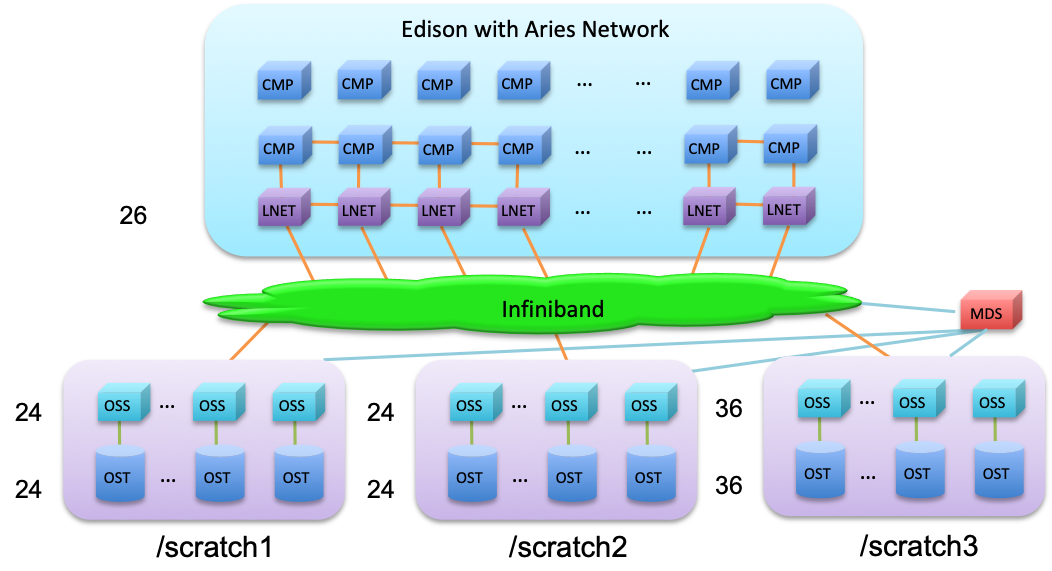 Edison with Aries Network
CMP CMP CMP CMP ... ... CMP CMP
CMP CMP CMP CMP ... ... CMP CMP
26 LNET LNET LNET LNET ... ... LNET LNET
Infiniband
MDS
24 OSS ... OSS OSS 24 OSS ... OSS OSS 36 OSS ... OSS OSS
24 OST ... OST OST 24 OST ... OST OST 36 OST ... OST OST
/scratch1 /scratch2 /scratch3